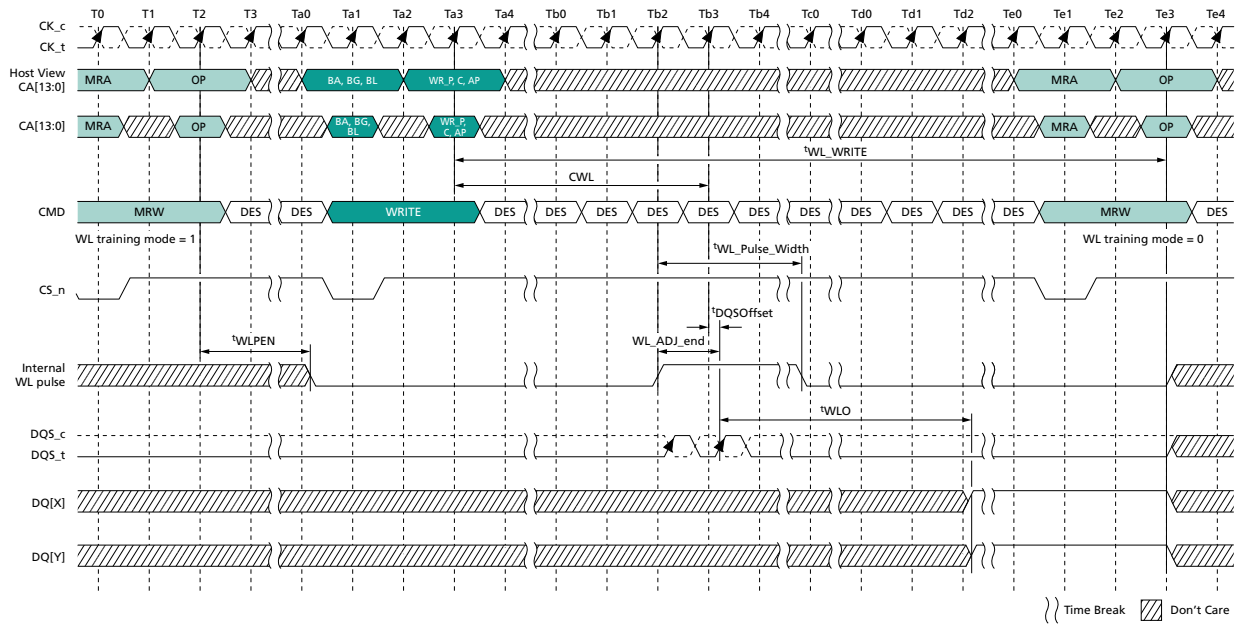 T0 T1 T2 T3 Ta0 Ta1 Ta2 Ta3 Ta4 Tb0 Tb1 Tb2 Tb3 Tb4 Tc0 Td0 Td1 Td2 Te0 Te1 Te2 Te3 Te4
CK_c
CK_t
Host View
CA[13:0]
MRA OP BA, BG, BL WR_P, C, AP MRA OP
CA[13:0] MRA OP BA, BG, BL WR_P, C, AP MRA OP
tWL_WRITE
CWL
CMD MRW DES DES WRITE DES DES DES DES DES DES DES DES DES DES MRW DES
WL training mode = 1 WL training mode = 0
tWL_Pulse_Width
CS_n
tDQSOffset
tWLPEN WL_ADJ_end
Internal
WL pulse
tWLO
DQS_c
DQS_t
DQ[X]
DQ[Y]
Time Break Don't Care